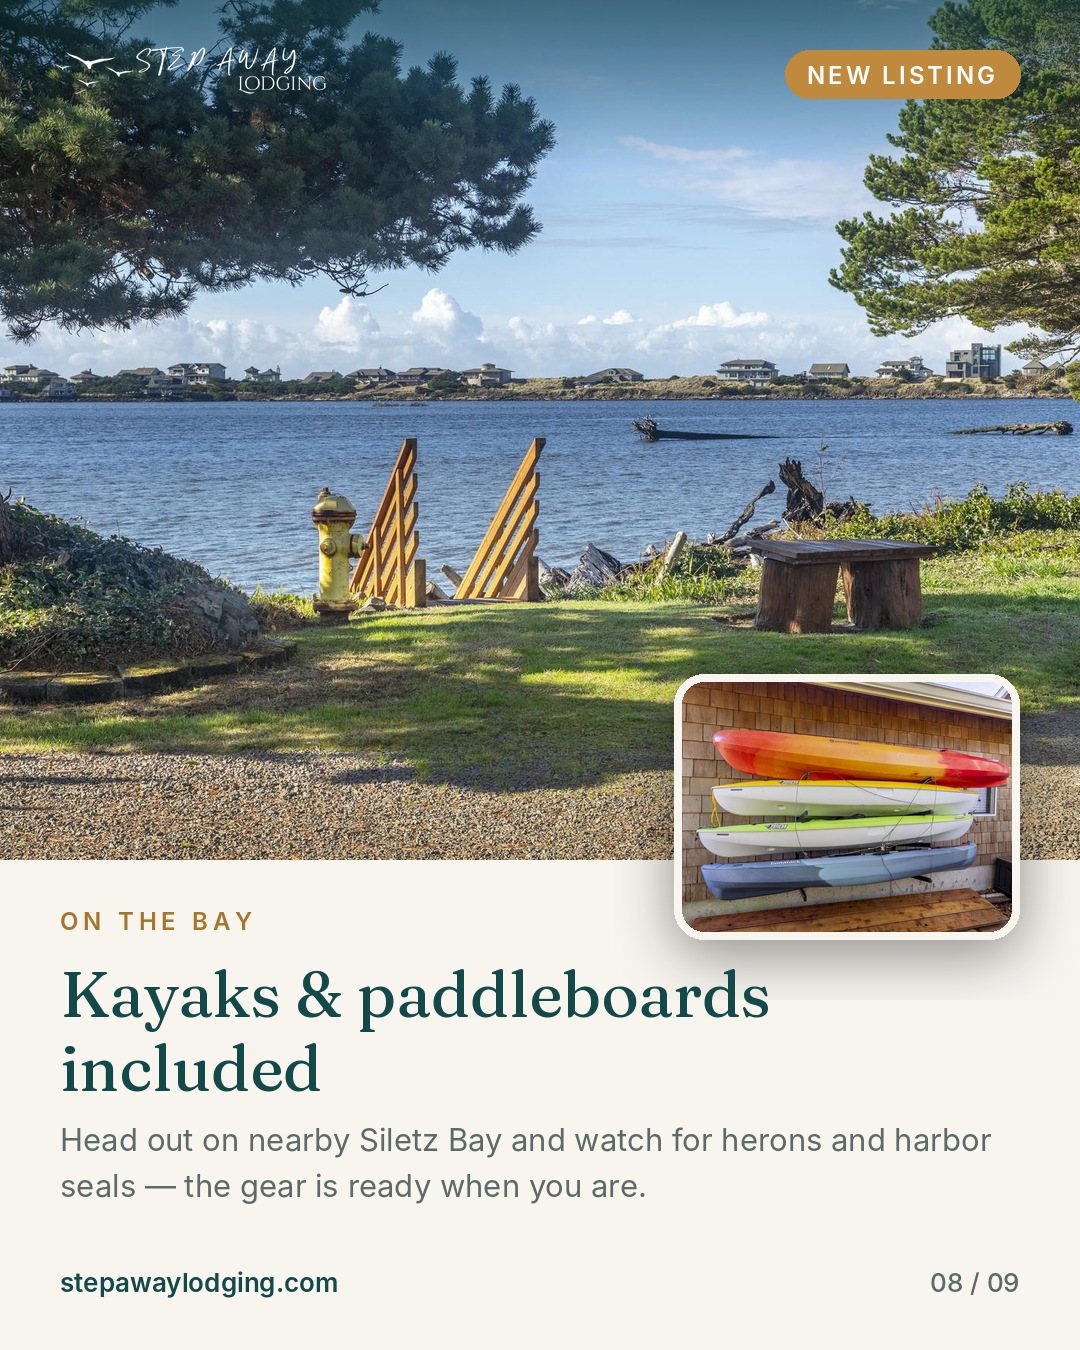 STEP AWAY
LODGING
NEW LISTING
ON THE BAY
Kayaks & paddleboards
included
Head out on nearby Siletz Bay and watch for herons and harbor
seals — the gear is ready when you are.
stepawaylodging.com
08 / 09